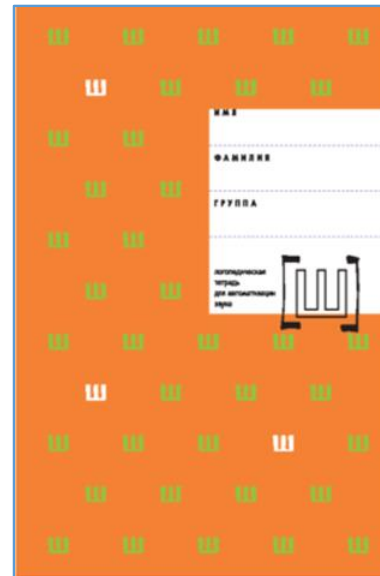 Ш Ш Ш Ш Ш
Ш Ш Ш Ш
ИМЯ
Ш Ш
ФАМИЛИЯ
Ш Ш
ГРУППА
Ш Ш
логопедическая
тетрадь
для автоматизации
звука
[Ш]
Ш Ш
Ш Ш Ш Ш Ш
Ш Ш Ш Ш
Ш Ш Ш Ш Ш
Ш Ш Ш Ш
Ш Ш Ш Ш Ш